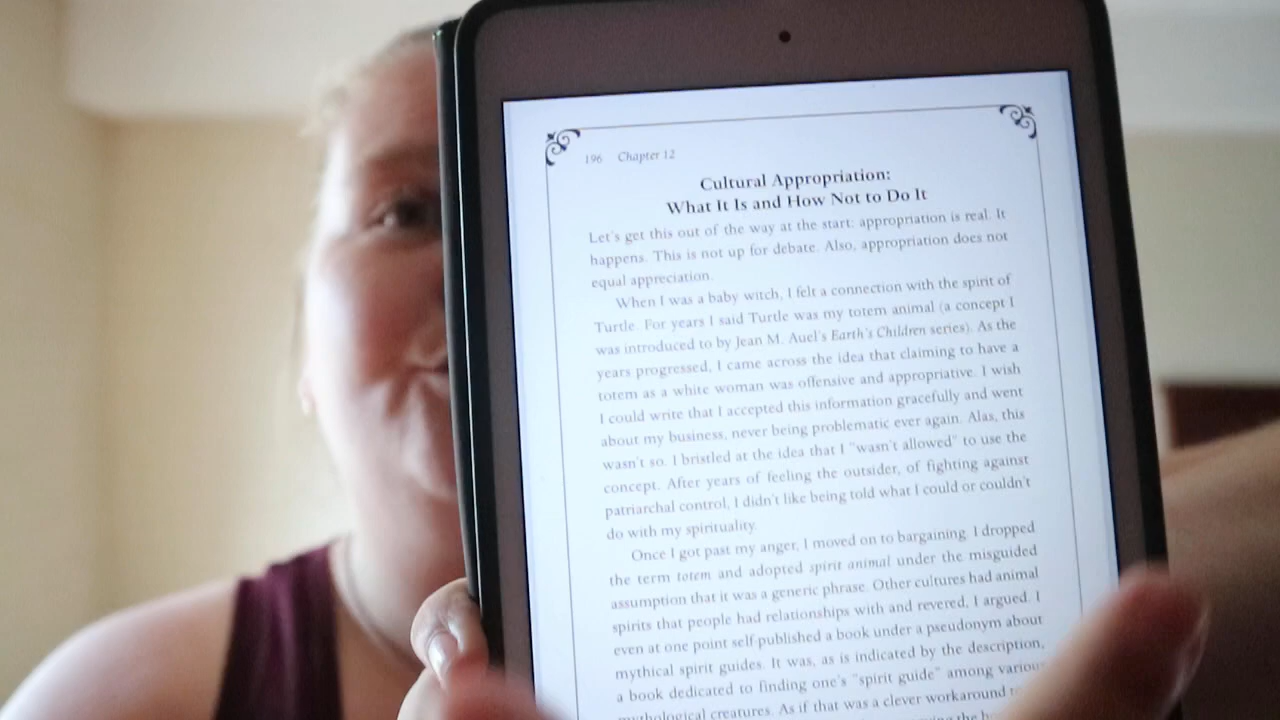 196 Chapter 12
Cultural Appropriation:
What It Is and How Not to Do It
Let's get this out of the way at the start: appropriation is real. It
happens. This is not up for debate. Also, appropriation does not
equal appreciation.
When I was a baby witch, I felt a connection with the spirit of
Turtle. For years I said Turtle was my totem animal (a concept I
was introduced to by Jean M. Auel's Earth's Children series). As the
years progressed, I came across the idea that claiming to have a
totem as a white woman was offensive and appropriative. I wish
I could write that I accepted this information gracefully and went
about my business, never being problematic ever again. Alas, this
wasn't so. I bristled at the idea that I "wasn't allowed" to use the
concept. After years of feeling the outsider, of fighting against
patriarchal control, I didn't like being told what I could or couldn't
do with my spirituality.
Once I got past my anger, I moved on to bargaining. I dropped
the term totem and adopted spirit animal under the misguided
assumption that it was a generic phrase. Other cultures had animal
spirits that people had relationships with and revered, I argued. I
even at one point self-published a book under a pseudonym about
mythical spirit guides. It was, as is indicated by the description,
a book dedicated to finding one's "spirit guide" among various
mythological creatures. As if that was a clever workaround